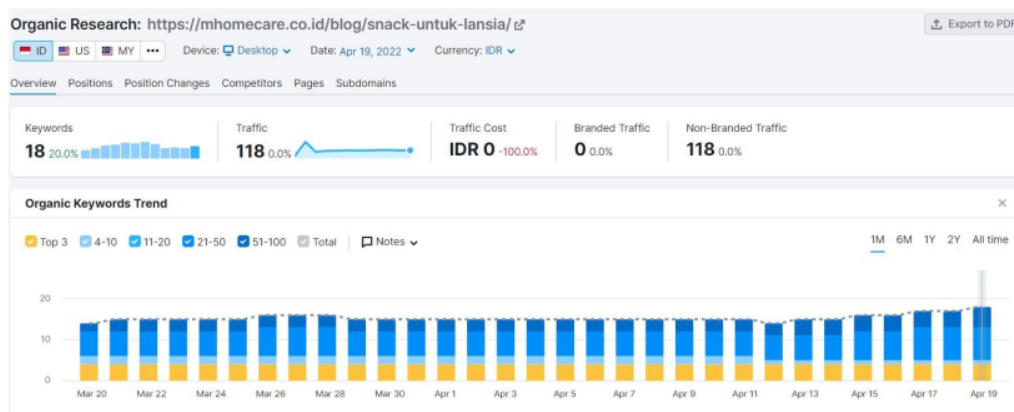 Organic Research: https://mhomecare.co.id/blog/snack-untuk-lansia/
Export to PDF
ID US MY ••• Device: Desktop Date: Apr 19, 2022 Currency: IDR
Overview Positions Position Changes Competitors Pages Subdomains
Keywords Traffic Traffic Cost Branded Traffic Non-Branded Traffic
18 20.0% 118 0.0% IDR 0 -100.0% 0 0.0% 118 0.0%
Organic Keywords Trend
Top 3 4-10 11-20 21-50 51-100 Total Notes 1M 6M 1Y 2Y All time
20
10
0
Mar 20 Mar 22 Mar 24 Mar 26 Mar 28 Mar 30 Apr 1 Apr 3 Apr 5 Apr 7 Apr 9 Apr 11 Apr 13 Apr 15 Apr 17 Apr 19